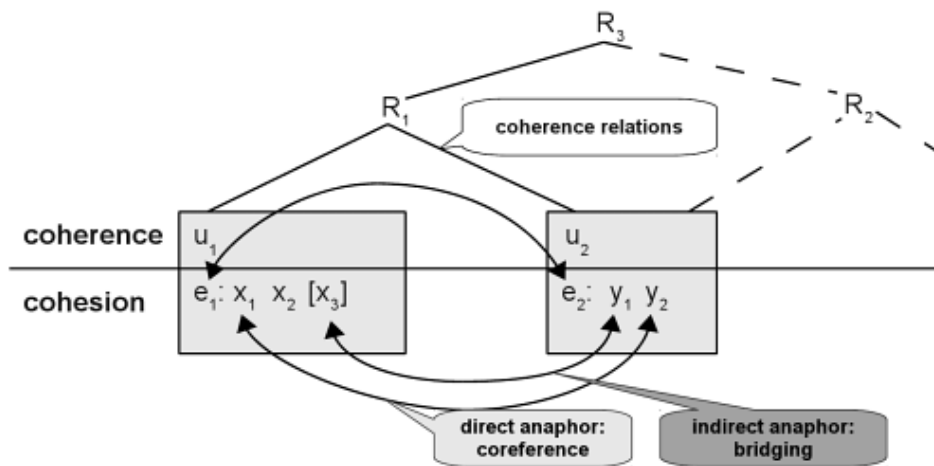 R₃
R₁
R₂
coherence relations
coherence
u₁
u₂
cohesion
e₁: x₁ x₂ [x₃]
e₂: y₁ y₂
direct anaphor:
coreference
indirect anaphor:
bridging